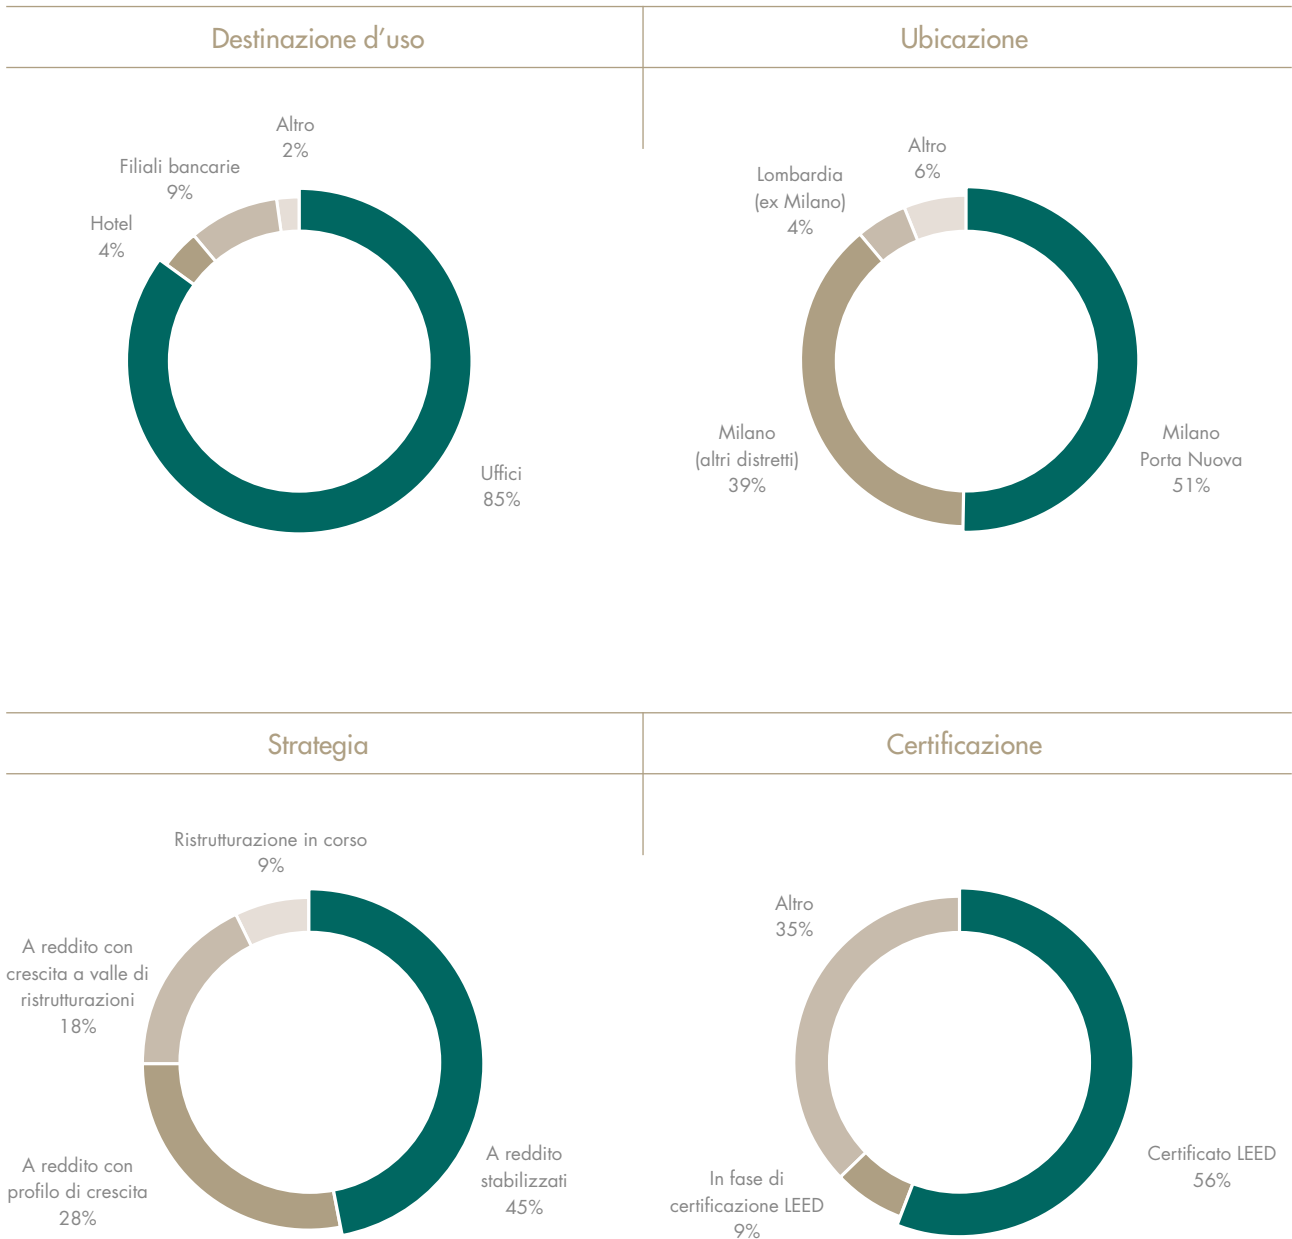 Destinazione d'uso
Ubicazione
Altro
2%
Filiali bancarie
9%
Hotel
4%
Uffici
85%
Altro
6%
Lombardia
(ex Milano)
4%
Milano
(altri distretti)
39%
Milano
Porta Nuova
51%
Strategia
Certificazione
Ristrutturazione in corso
9%
A reddito con
crescita a valle di
ristrutturazioni
18%
A reddito con
profilo di crescita
28%
A reddito
stabilizzati
45%
Altro
35%
In fase di
certificazione LEED
9%
Certificato LEED
56%